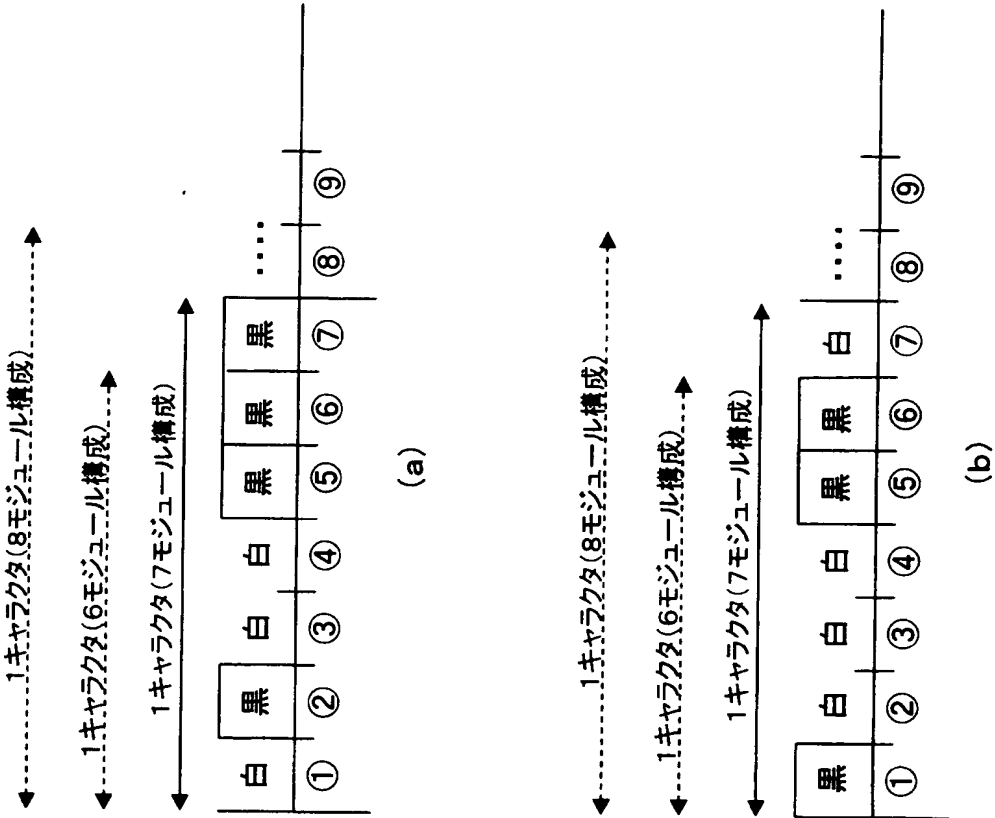 1キャラクタ(8モジュール構成)
1キャラクタ(6モジュール構成)
1キャラクタ(7モジュール構成)
白 黒 白 白 黒 黒 黒 ....
① ② ③ ④ ⑤ ⑥ ⑦ ⑧ ⑨
(a)
1キャラクタ(8モジュール構成)
1キャラクタ(6モジュール構成)
1キャラクタ(7モジュール構成)
黒 白 白 白 黒 黒 白 ....
① ② ③ ④ ⑤ ⑥ ⑦ ⑧ ⑨
(b)